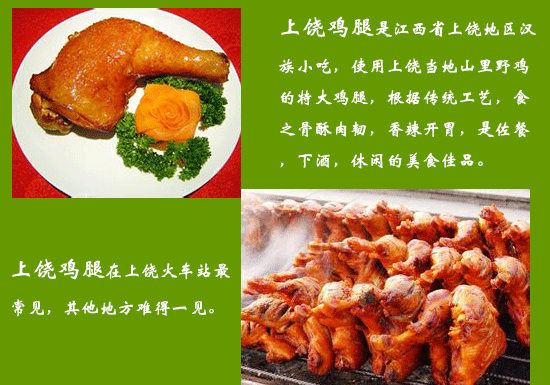 上饶鸡腿是江西省上饶地区汉
族小吃，使用上饶当地山里野鸡
的特大鸡腿，根据传统工艺，食
之骨酥肉韧，香辣开胃，是佐餐
，下酒，休闲的美食佳品。
上饶鸡腿在上饶火车站最
常见，其他地方难得一见。